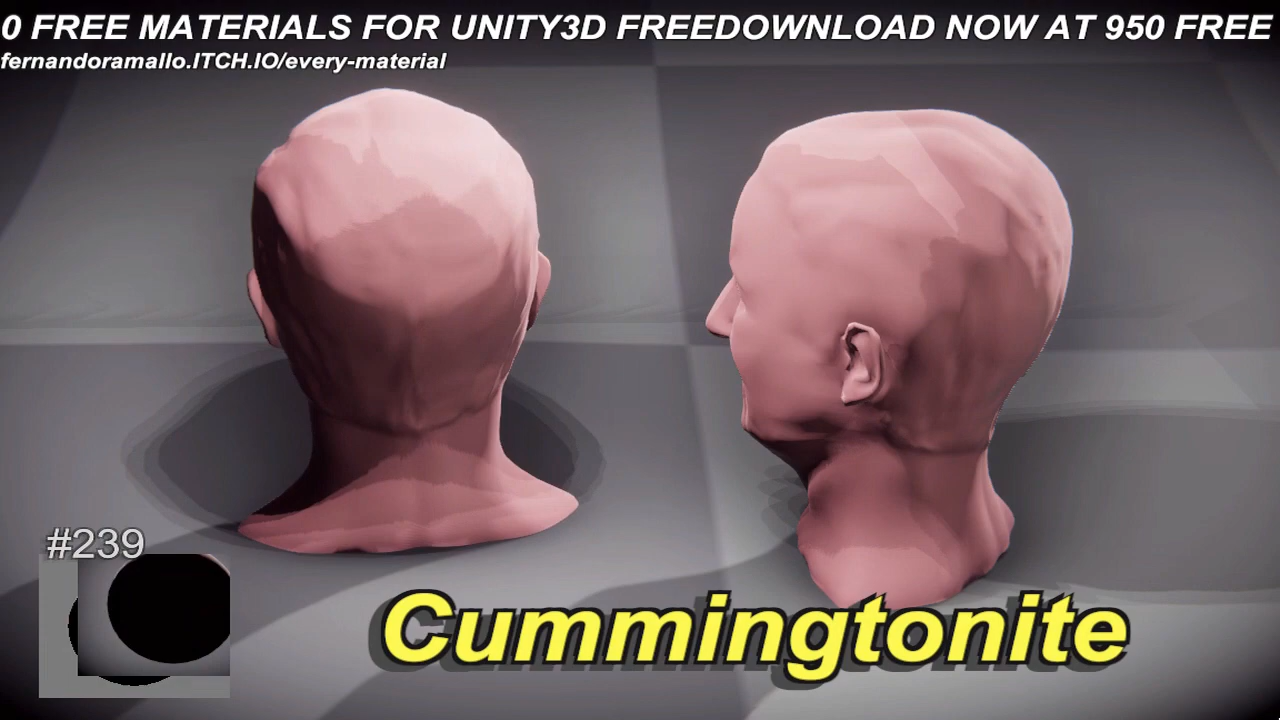 0 FREE MATERIALS FOR UNITY3D FREEDOWNLOAD NOW AT 950 FREE
fernandoramallo.ITCH.IO/every-material
#239
Cummingtonite